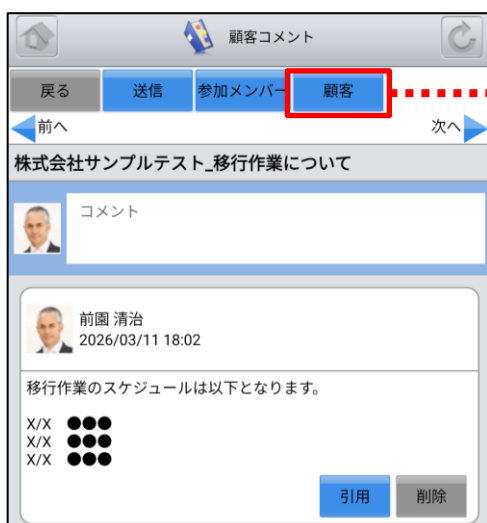 顧客コメント
戻る 送信 参加メンバー 顧客
前へ 次へ
株式会社サンプルテスト_移行作業について
コメント
前園 清治
2026/03/11 18:02
移行作業のスケジュールは以下となります。
X/X ●●●
X/X ●●●
X/X ●●●
引用 削除